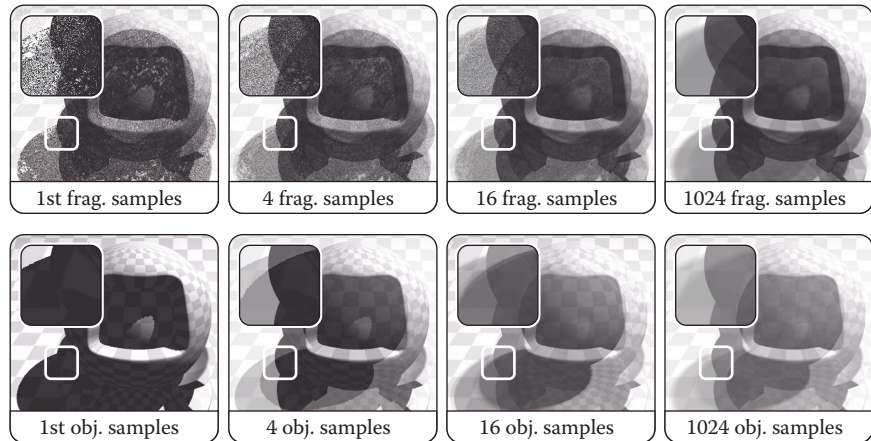 1st frag. samples
4 frag. samples
16 frag. samples
1024 frag. samples
1st obj. samples
4 obj. samples
16 obj. samples
1024 obj. samples